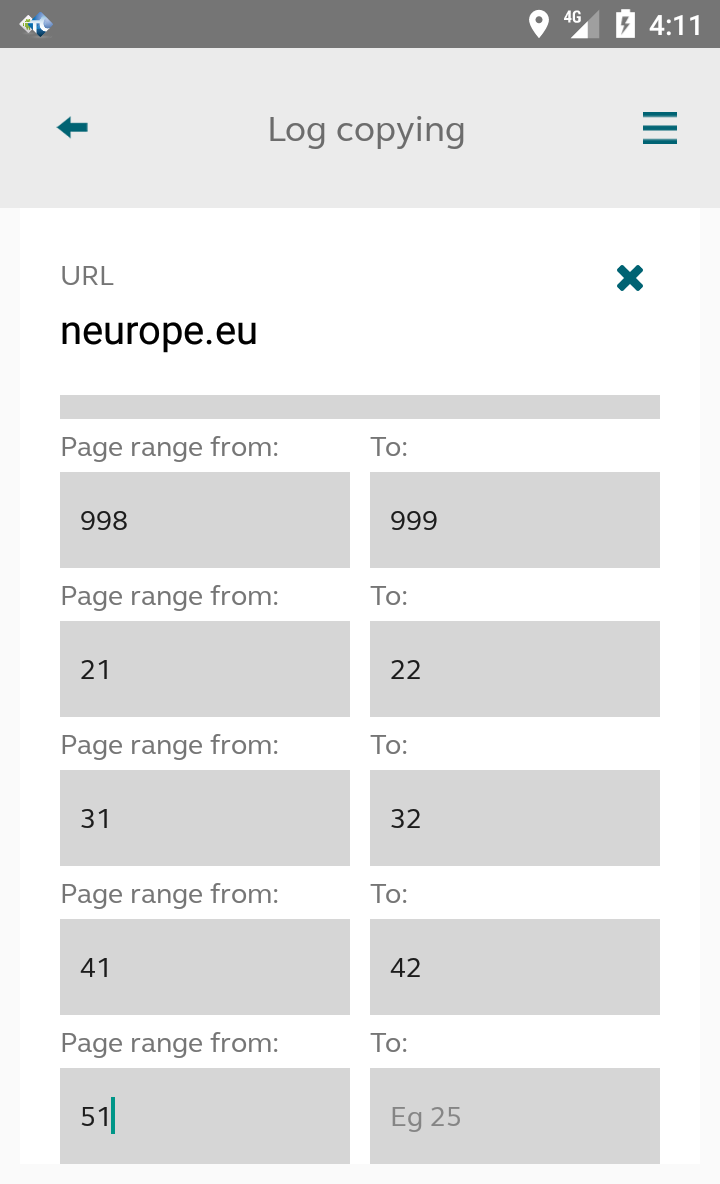 4G 4:11
Log copying
URL
neurope.eu
Page range from: To:
998 999
Page range from: To:
21 22
Page range from: To:
31 32
Page range from: To:
41 42
Page range from: To:
51 Eg 25